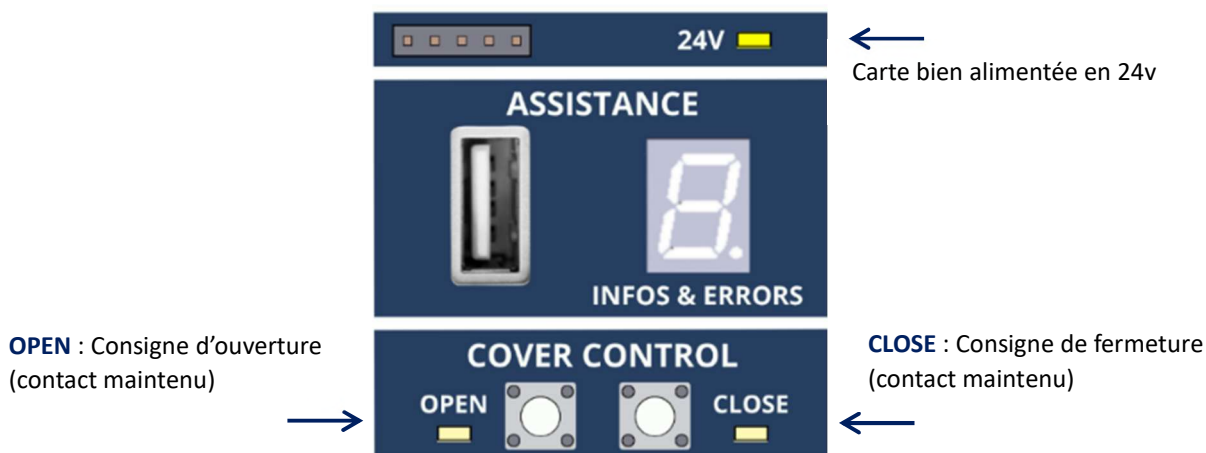 24V
Carte bien alimentée en 24v
ASSISTANCE
INFOS & ERRORS
OPEN : Consigne d’ouverture
(contact maintenu)
CLOSE : Consigne de fermeture
(contact maintenu)
COVER CONTROL
OPEN
CLOSE